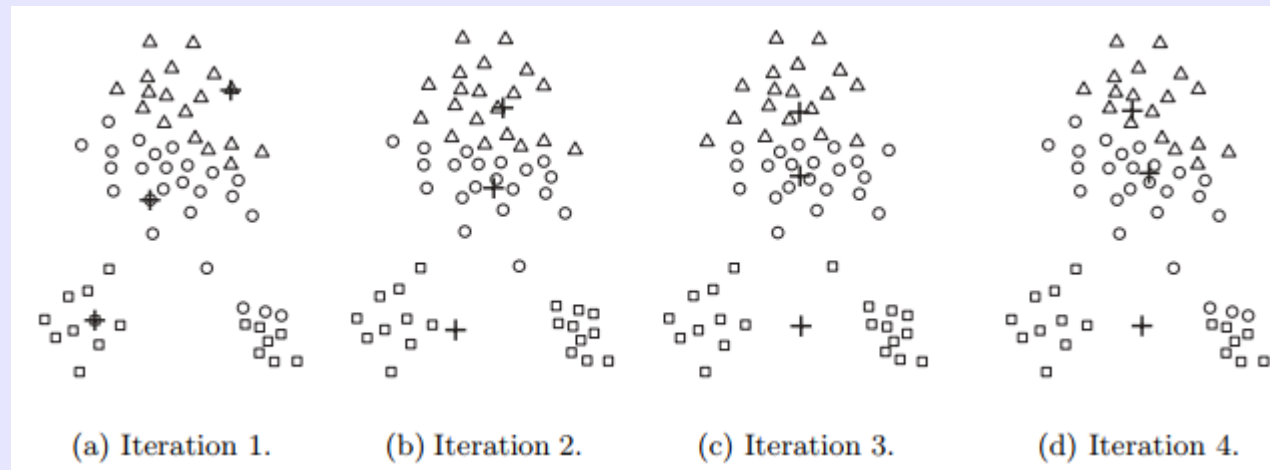 (a) Iteration 1.
(b) Iteration 2.
(c) Iteration 3.
(d) Iteration 4.